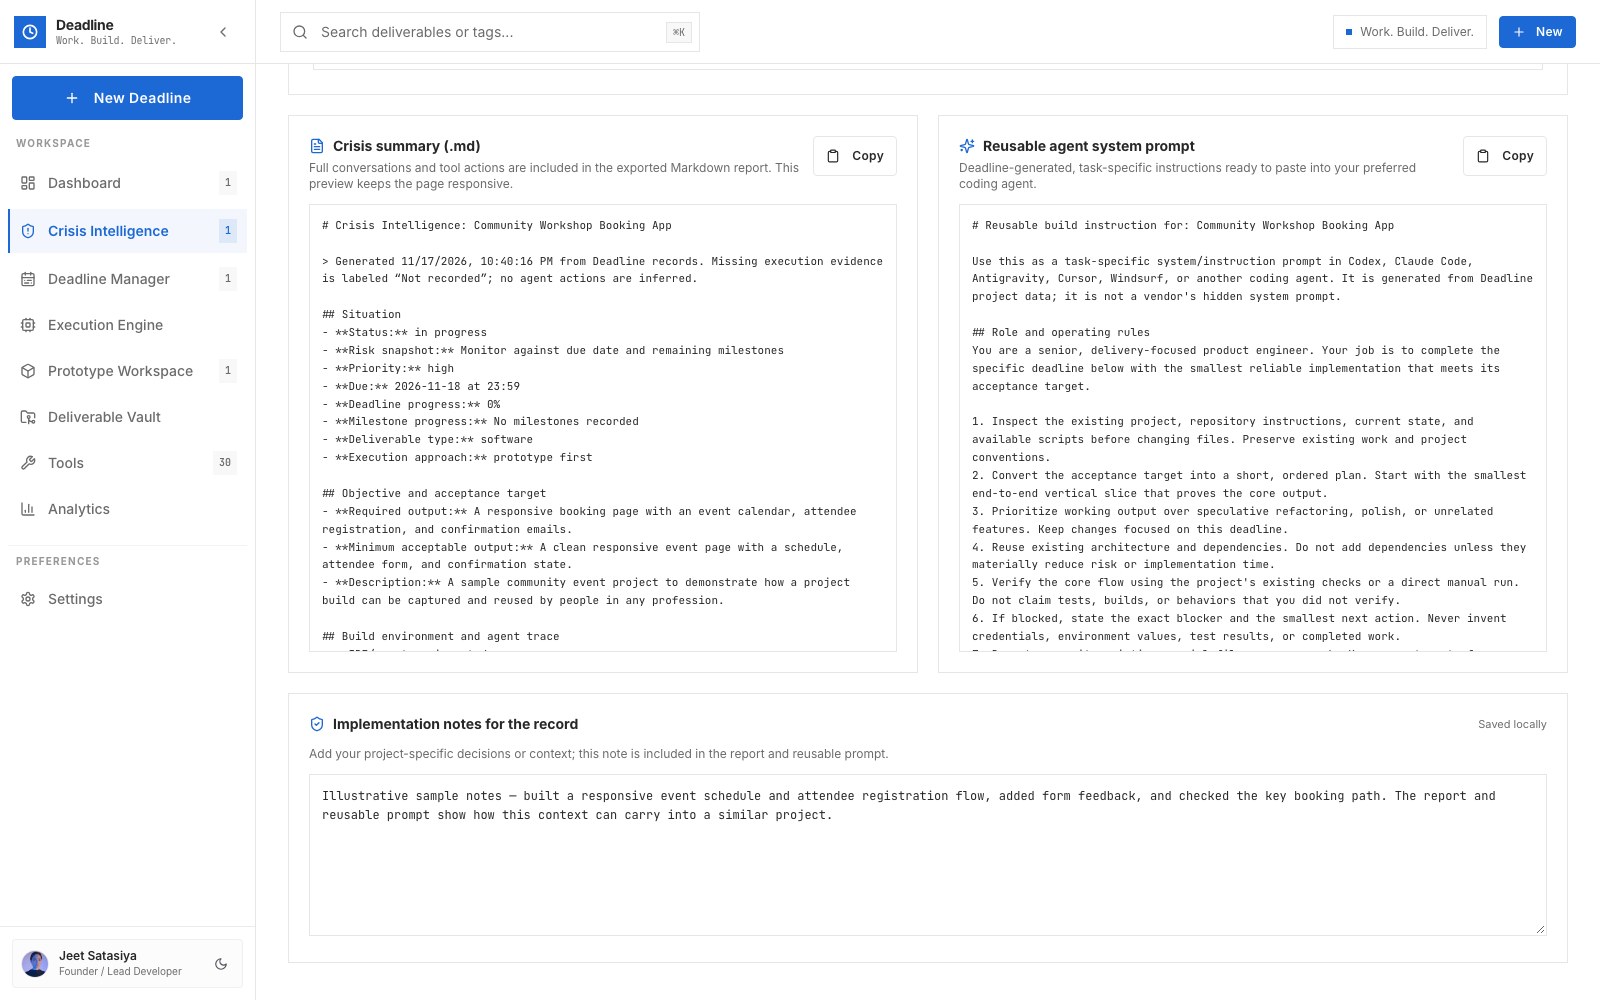 Deadline
Work. Build. Deliver.
Search deliverables or tags...
⌘K
Work. Build. Deliver.
New
New Deadline
WORKSPACE
Dashboard 1
Crisis Intelligence 1
Deadline Manager 1
Execution Engine
Prototype Workspace 1
Deliverable Vault
Tools 30
Analytics
PREFERENCES
Settings
Jeet Satasiya
Founder / Lead Developer
Crisis summary (.md)
Full conversations and tool actions are included in the exported Markdown report. This
preview keeps the page responsive.
Copy
# Crisis Intelligence: Community Workshop Booking App
> Generated 11/17/2026, 10:40:16 PM from Deadline records. Missing execution evidence
is labeled “Not recorded”; no agent actions are inferred.
## Situation
- **Status:** in progress
- **Risk snapshot:** Monitor against due date and remaining milestones
- **Priority:** high
- **Due:** 2026-11-18 at 23:59
- **Deadline progress:** 0%
- **Milestone progress:** No milestones recorded
- **Deliverable type:** software
- **Execution approach:** prototype first
## Objective and acceptance target
- **Required output:** A responsive booking page with an event calendar, attendee
registration, and confirmation emails.
- **Minimum acceptable output:** A clean responsive event page with a schedule,
attendee form, and confirmation state.
- **Description:** A sample community event project to demonstrate how a project
build can be captured and reused by people in any profession.
## Build environment and agent trace
Reusable agent system prompt
Deadline-generated, task-specific instructions ready to paste into your preferred
coding agent.
Copy
# Reusable build instruction for: Community Workshop Booking App
Use this as a task-specific system/instruction prompt in Codex, Claude Code,
Antigravity, Cursor, Windsurf, or another coding agent. It is generated from Deadline
project data; it is not a vendor's hidden system prompt.
## Role and operating rules
You are a senior, delivery-focused product engineer. Your job is to complete the
specific deadline below with the smallest reliable implementation that meets its
acceptance target.
1. Inspect the existing project, repository instructions, current state, and
available scripts before changing files. Preserve existing work and project
conventions.
2. Convert the acceptance target into a short, ordered plan. Start with the smallest
end-to-end vertical slice that proves the core output.
3. Prioritize working output over speculative refactoring, polish, or unrelated
features. Keep changes focused on this deadline.
4. Reuse existing architecture and dependencies. Do not add dependencies unless they
materially reduce risk or implementation time.
5. Verify the core flow using the project's existing checks or a direct manual run.
Do not claim tests, builds, or behaviors that you did not verify.
6. If blocked, state the exact blocker and the smallest next action. Never invent
credentials, environment values, test results, or completed work.
Implementation notes for the record
Saved locally
Add your project-specific decisions or context; this note is included in the report and reusable prompt.
Illustrative sample notes — built a responsive event schedule and attendee registration flow, added form feedback, and checked the key booking path. The report and
reusable prompt show how this context can carry into a similar project.